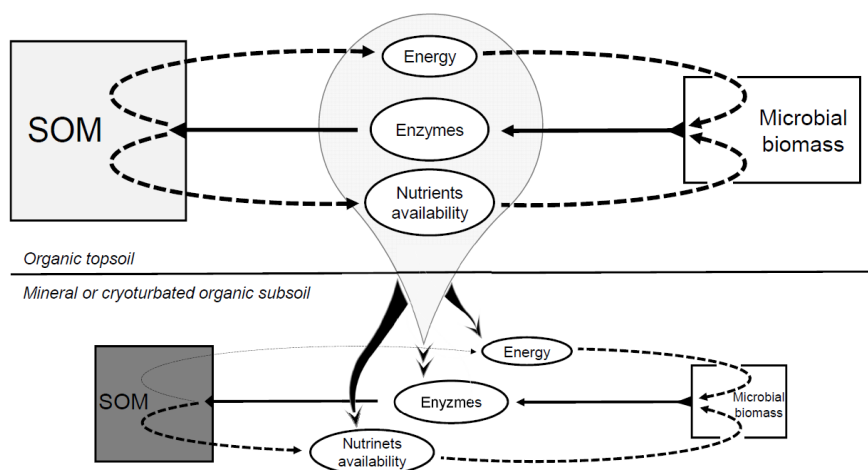 Energy
SOM
Enzymes
Microbial
biomass
Nutrients
availability
Organic topsoil
Mineral or cryoturbated organic subsoil
Energy
SOM
Enyzmes
Microbial
biomass
Nutrinets
availability